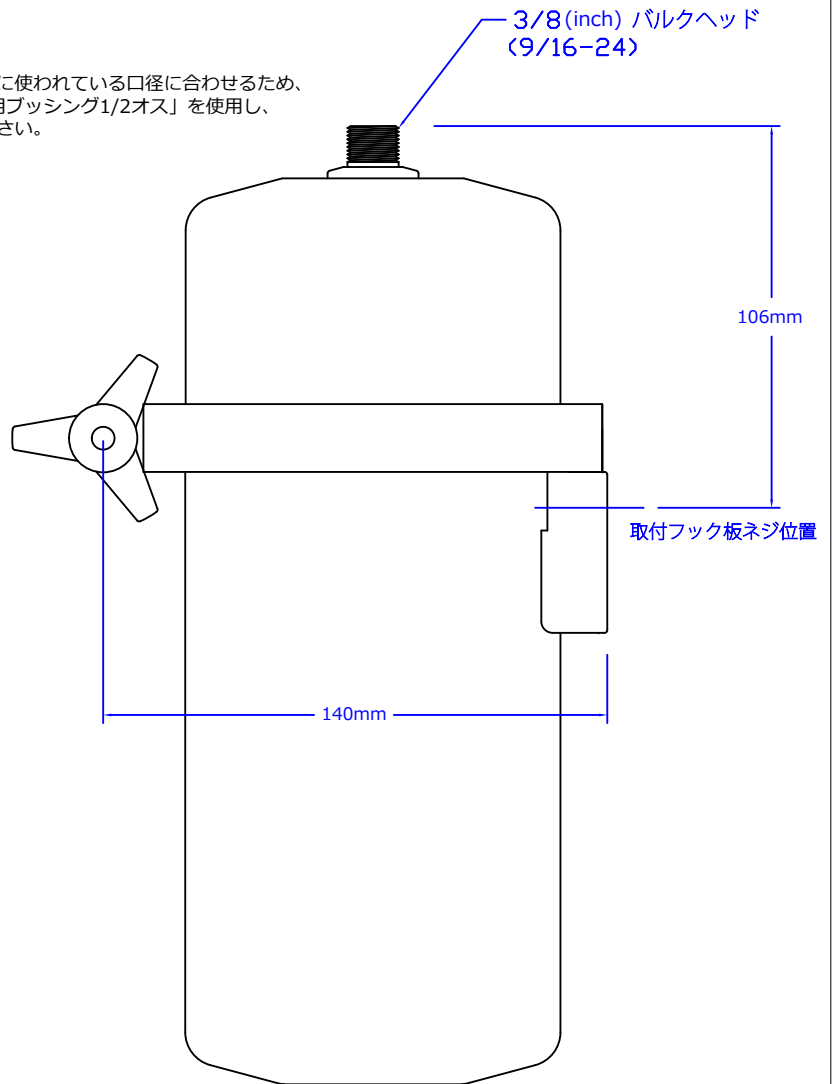 3/8(inch) バルクヘッド
(9/16-24)
に使われている口径に合わせるため、
用ブッシング1/2オス」を使用し、
さい。
106mm
取付フック板ネジ位置
140mm